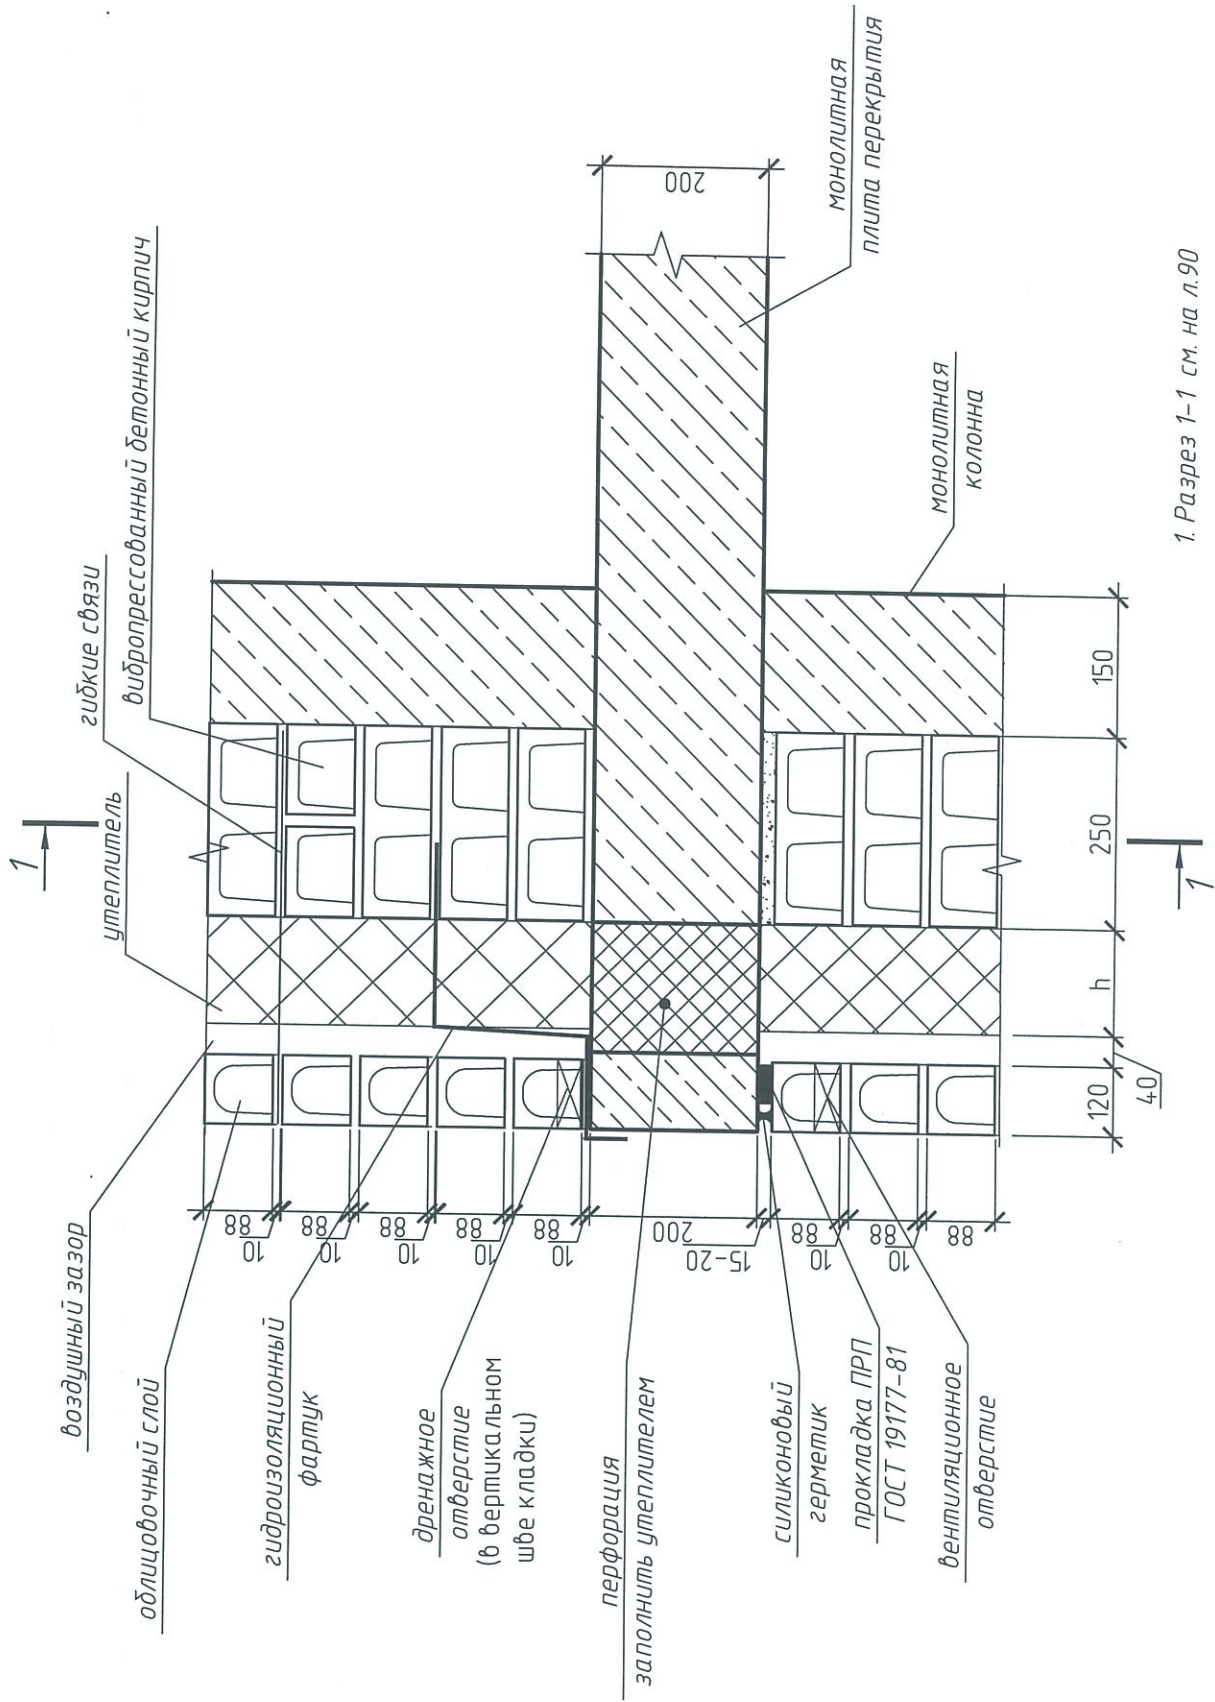 воздушный зазор
облицовочный слой
гидроизоляционный
фартук
дренажное
отверстие
(в вертикальном
шве кладки)
перфорация
заполнить утеплителем
силиконовый
герметик
прокладка ПРП
ГОСТ 19177-81
вентиляционное
отверстие
88
10
88
10
88
10
88
10
88
10
200
15-20
88
10
88
10
88
120
40
h
250
150
1
1
утеплитель
гибкие связи
вибропрессованный бетонный кирпич
монолитная
колонна
200
монолитная
плита перекрытия
1. Разрез 1-1 см. на л.90